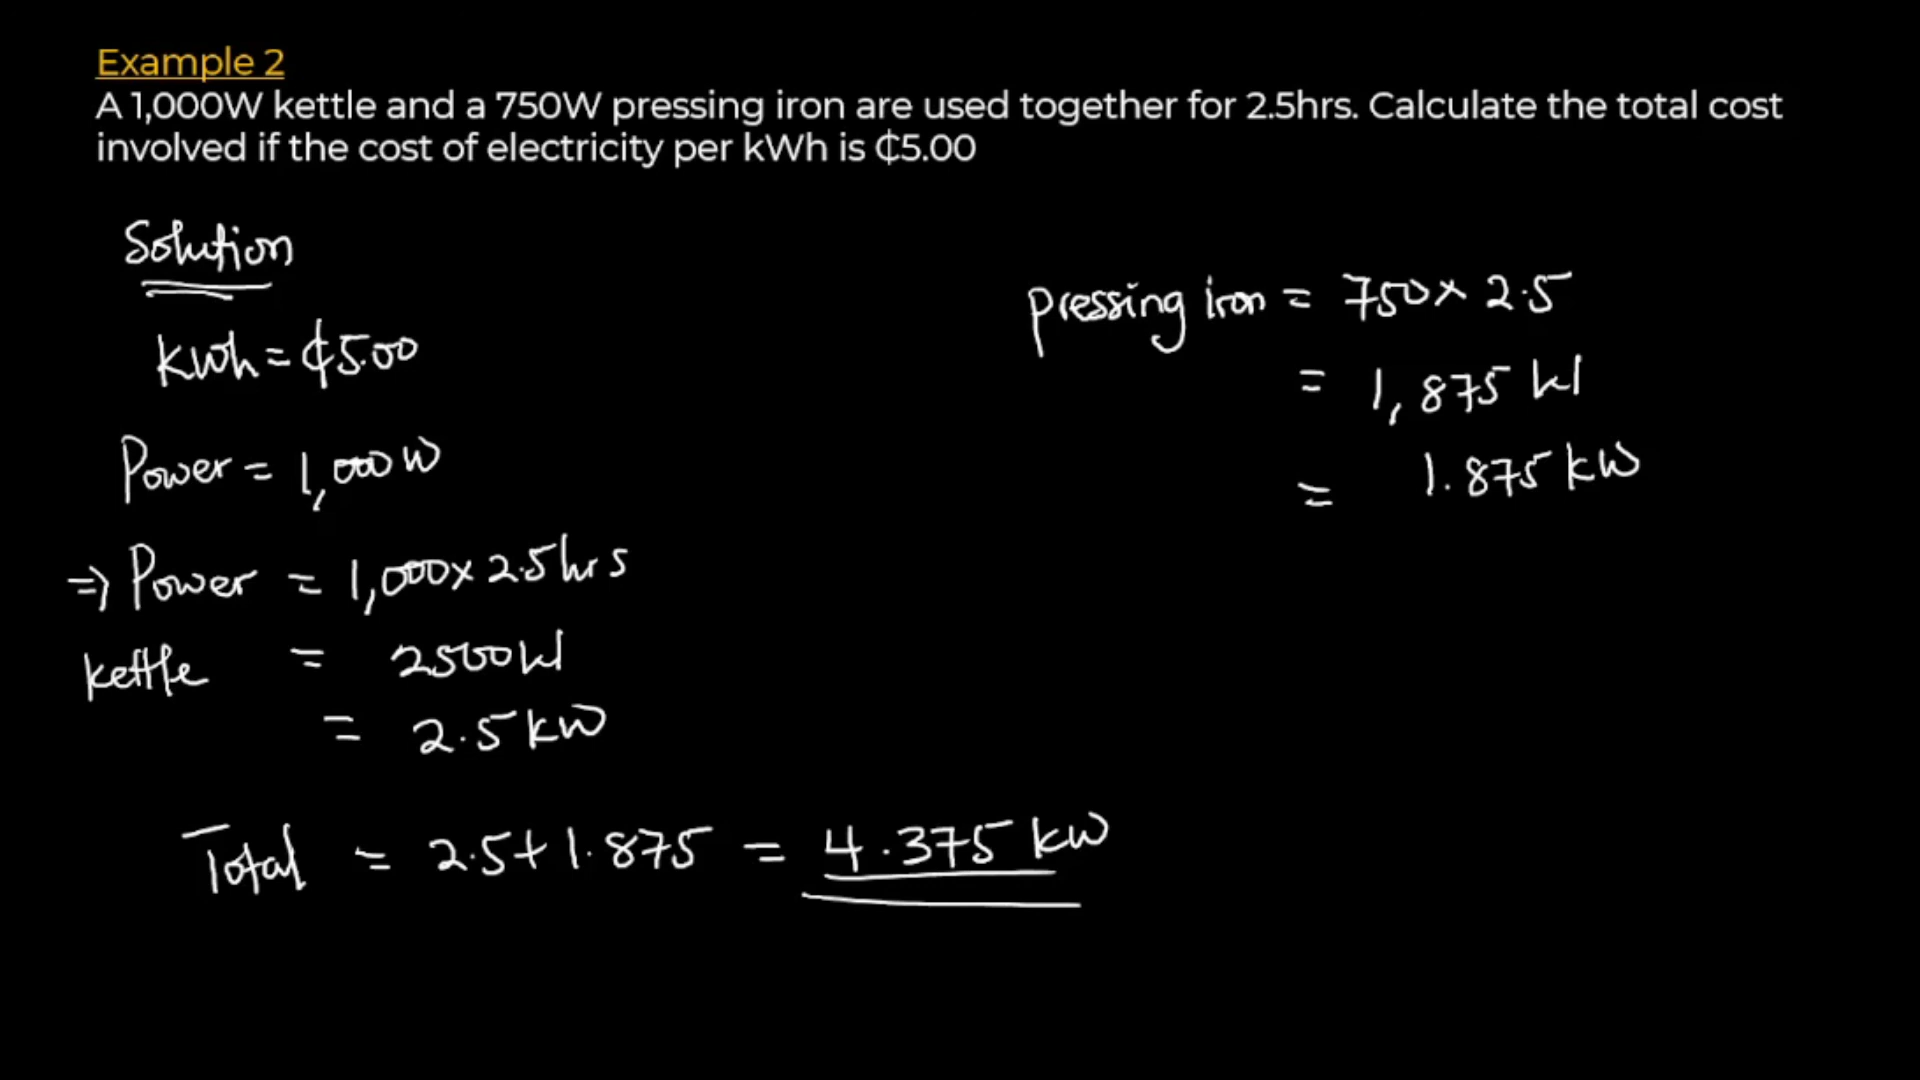 Example 2
A 1,000W kettle and a 750W pressing iron are used together for 2.5hrs. Calculate the total cost
involved if the cost of electricity per kWh is ₵5.00
Solution
kWh = ₵5.00
Power = 1,000 W
=> Power = 1,000 x 2.5 hrs
kettle = 2500 W
= 2.5 kW
pressing iron = 750 x 2.5
= 1,875 W
= 1.875 kW
Total = 2.5 + 1.875 = 4.375 kW